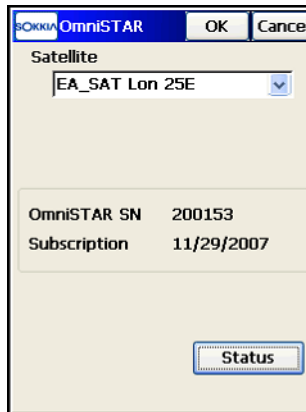 SOKKIA OmniSTAR OK Cance
Satellite
EA_SAT Lon 25E
OmniSTAR SN 200153
Subscription 11/29/2007
Status